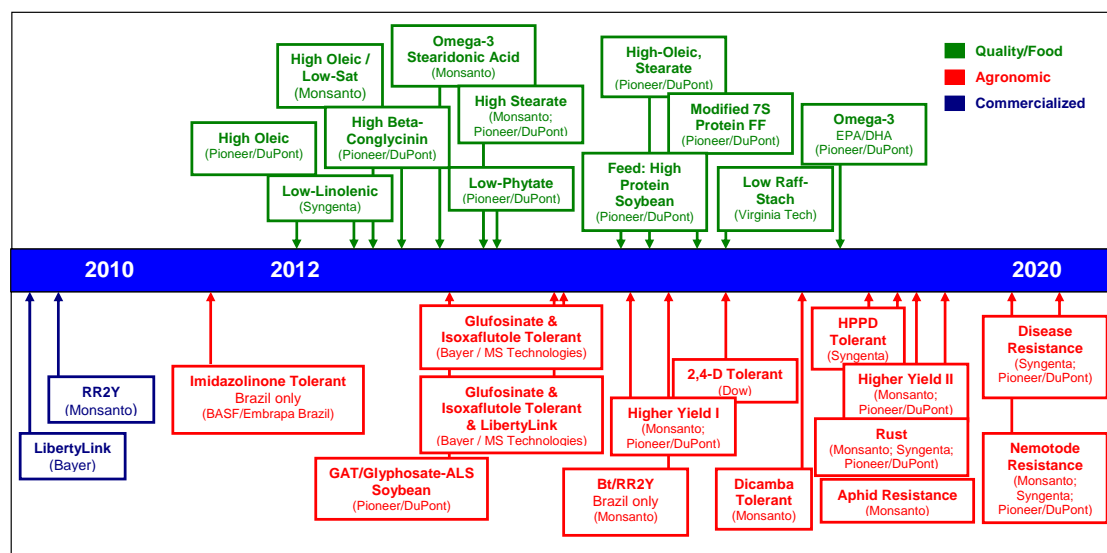 High Oleic /
Low-Sat
(Monsanto)
Omega-3
Stearidonic Acid
(Monsanto)
High-Oleic,
Stearate
(Pioneer/DuPont)
Quality/Food
Agronomic
Commercialized
High Oleic
(Pioneer/DuPont)
High Beta-
Conglycinin
(Pioneer/DuPont)
High Stearate
(Monsanto;
Pioneer/DuPont)
Modified 7S
Protein FF
(Pioneer/DuPont)
Omega-3
EPA/DHA
(Pioneer/DuPont)
Low-Linolenic
(Syngenta)
Low-Phytate
(Pioneer/DuPont)
Feed: High
Protein
Soybean
(Pioneer/DuPont)
Low Raff-
Stach
(Virginia Tech)
2010
2012
2020
RR2Y
(Monsanto)
LibertyLink
(Bayer)
Imidazolinone Tolerant
Brazil only
(BASF/Embrapa Brazil)
Glufosinate &
Isoxaflutole Tolerant
(Bayer / MS Technologies)
Glufosinate &
Isoxaflutole Tolerant
& LibertyLink
(Bayer / MS Technologies)
GAT/Glyphosate-ALS
Soybean
(Pioneer/DuPont)
2,4-D Tolerant
(Dow)
Higher Yield I
(Monsanto;
Pioneer/DuPont)
Bt/RR2Y
Brazil only
(Monsanto)
Dicamba
Tolerant
(Monsanto)
HPPD
Tolerant
(Syngenta)
Higher Yield II
(Monsanto;
Pioneer/DuPont)
Rust
(Monsanto; Syngenta;
Pioneer/DuPont)
Aphid Resistance
(Monsanto)
Disease
Resistance
(Syngenta;
Pioneer/DuPont)
Nemotode
Resistance
(Monsanto;
Syngenta;
Pioneer/DuPont)